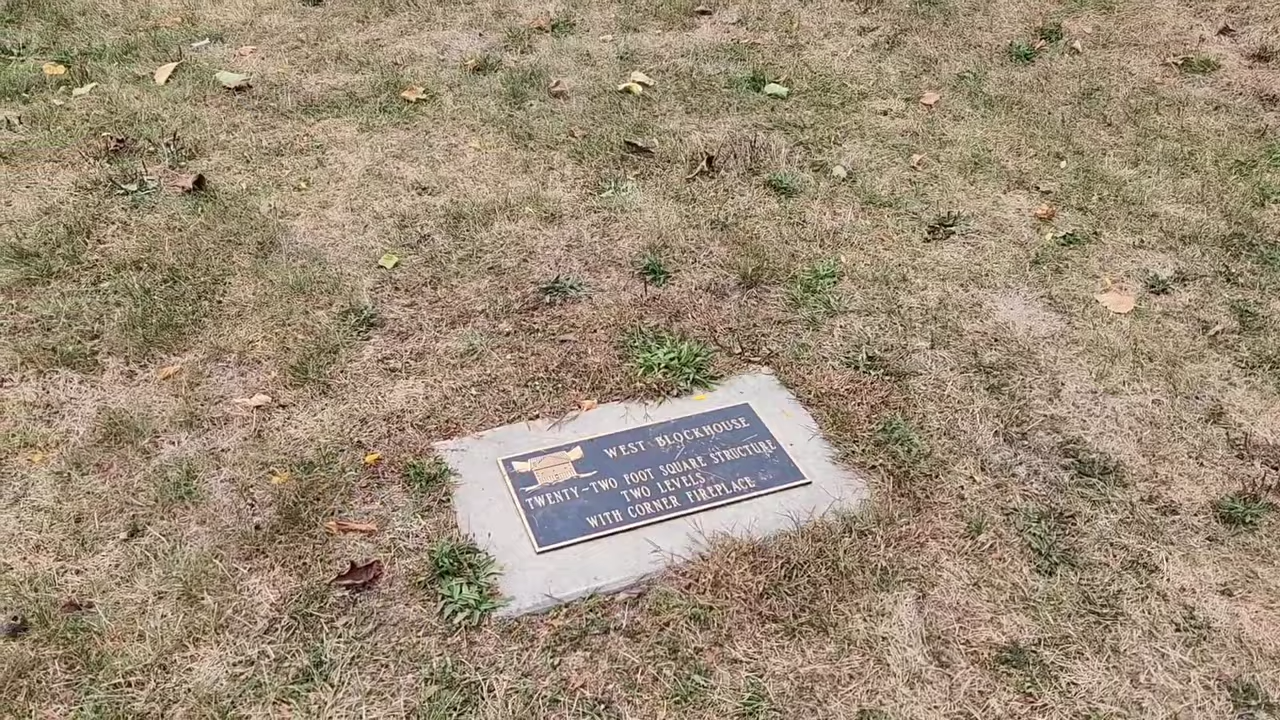 WEST BLOCKHOUSE
TWENTY-TWO FOOT SQUARE STRUCTURE
TWO LEVELS
WITH CORNER FIREPLACE